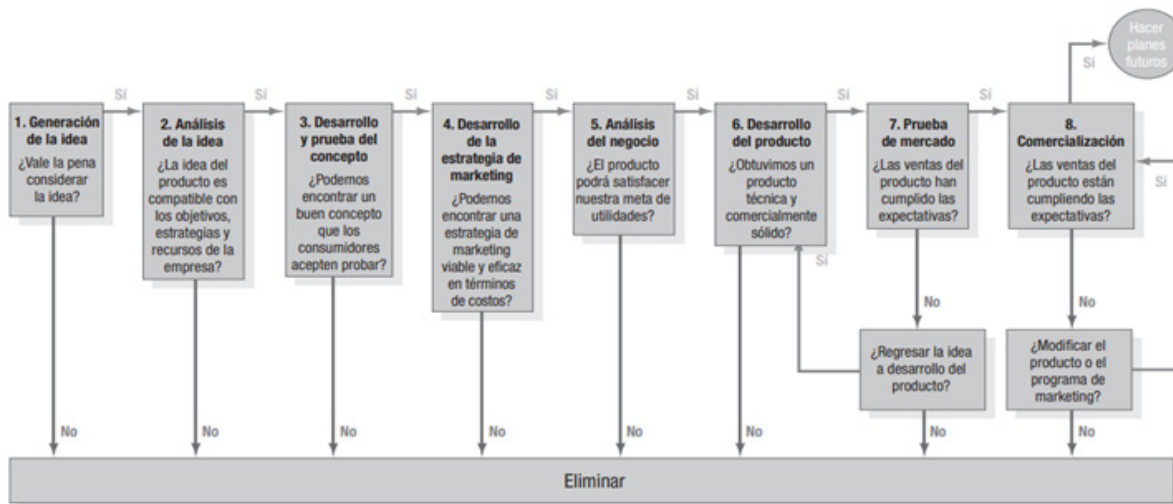 Hacer
planes
futuros
Sí
Sí
Sí
Sí
Sí
Sí
Sí
Sí
1. Generación
de la idea
¿Vale la pena
considerar
la idea?
2. Análisis
de la idea
¿La idea del
producto es
compatible con
los objetivos,
estrategias y
recursos de la
empresa?
3. Desarrollo
y prueba del
concepto
¿Podemos
encontrar un
buen concepto
que los
consumidores
acepten probar?
4. Desarrollo
de la
estrategia de
marketing
¿Podemos
encontrar una
estrategia de
marketing
viable y eficaz
en términos
de costos?
5. Análisis
del negocio
¿El producto
podrá satisfacer
nuestra meta de
utilidades?
6. Desarrollo
del producto
¿Obtuvimos un
producto
técnica y
comercialmente
sólido?
7. Prueba
de mercado
¿Las ventas del
producto han
cumplido las
expectativas?
8.
Comercialización
¿Las ventas del
producto están
cumpliendo las
expectativas?
Sí
Sí
No
No
¿Regresar la idea
a desarrollo del
producto?
¿Modificar el
producto o el
programa de
marketing?
No
No
No
No
No
No
No
No
Eliminar